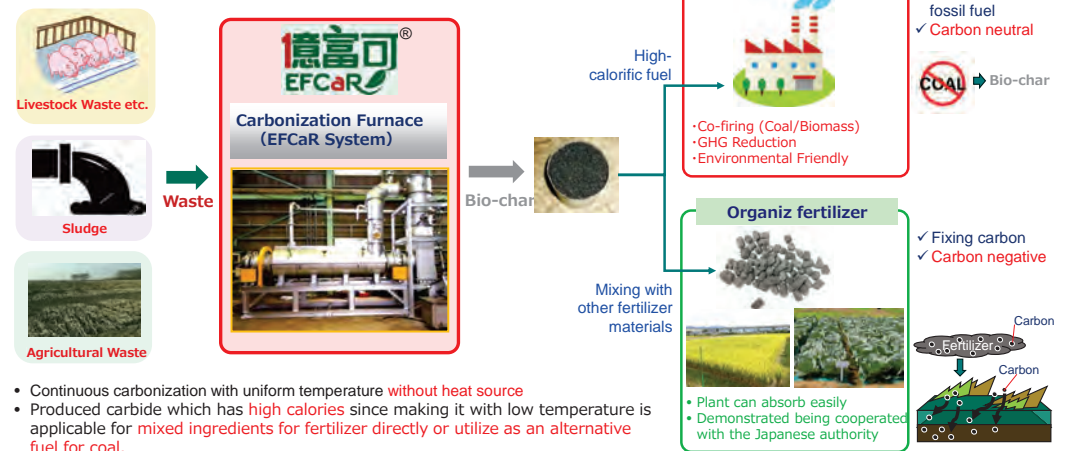 Livestock Waste etc.
Sludge
Agricultural Waste
Waste
億富可®
EFCaR
Carbonization Furnace
(EFCaR System)
Bio-char
High-
calorific fuel
Mixing with
other fertilizer
materials
・Co-firing (Coal/Biomass)
・GHG Reduction
・Environmental Friendly
fossil fuel
✓ Carbon neutral
COAL
Bio-char
Organiz fertilizer
• Plant can absorb easily
• Demonstrated being cooperated
with the Japanese authority
✓ Fixing carbon
✓ Carbon negative
Carbon
Fertilizer
Carbon
• Continuous carbonization with uniform temperature without heat source
• Produced carbide which has high calories since making it with low temperature is
applicable for mixed ingredients for fertilizer directly or utilize as an alternative
fuel for coal.